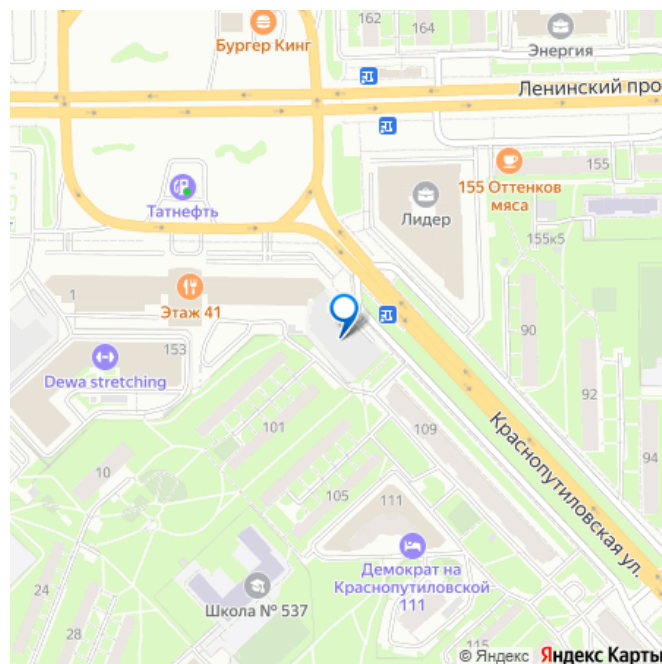 162
164
Бургер Кинг
Энергия
Ленинский про
155
155 Оттенков
мяса
Татнефть
Лидер
155к5
1
Этаж 41
90
153
Dewa stretching
92
101
109
Краснопутиловская ул.
94
10
105
111
Демократ на
Краснопутиловской
111
24
Школа № 537
28
115
© Яндекс Яндекс Карты